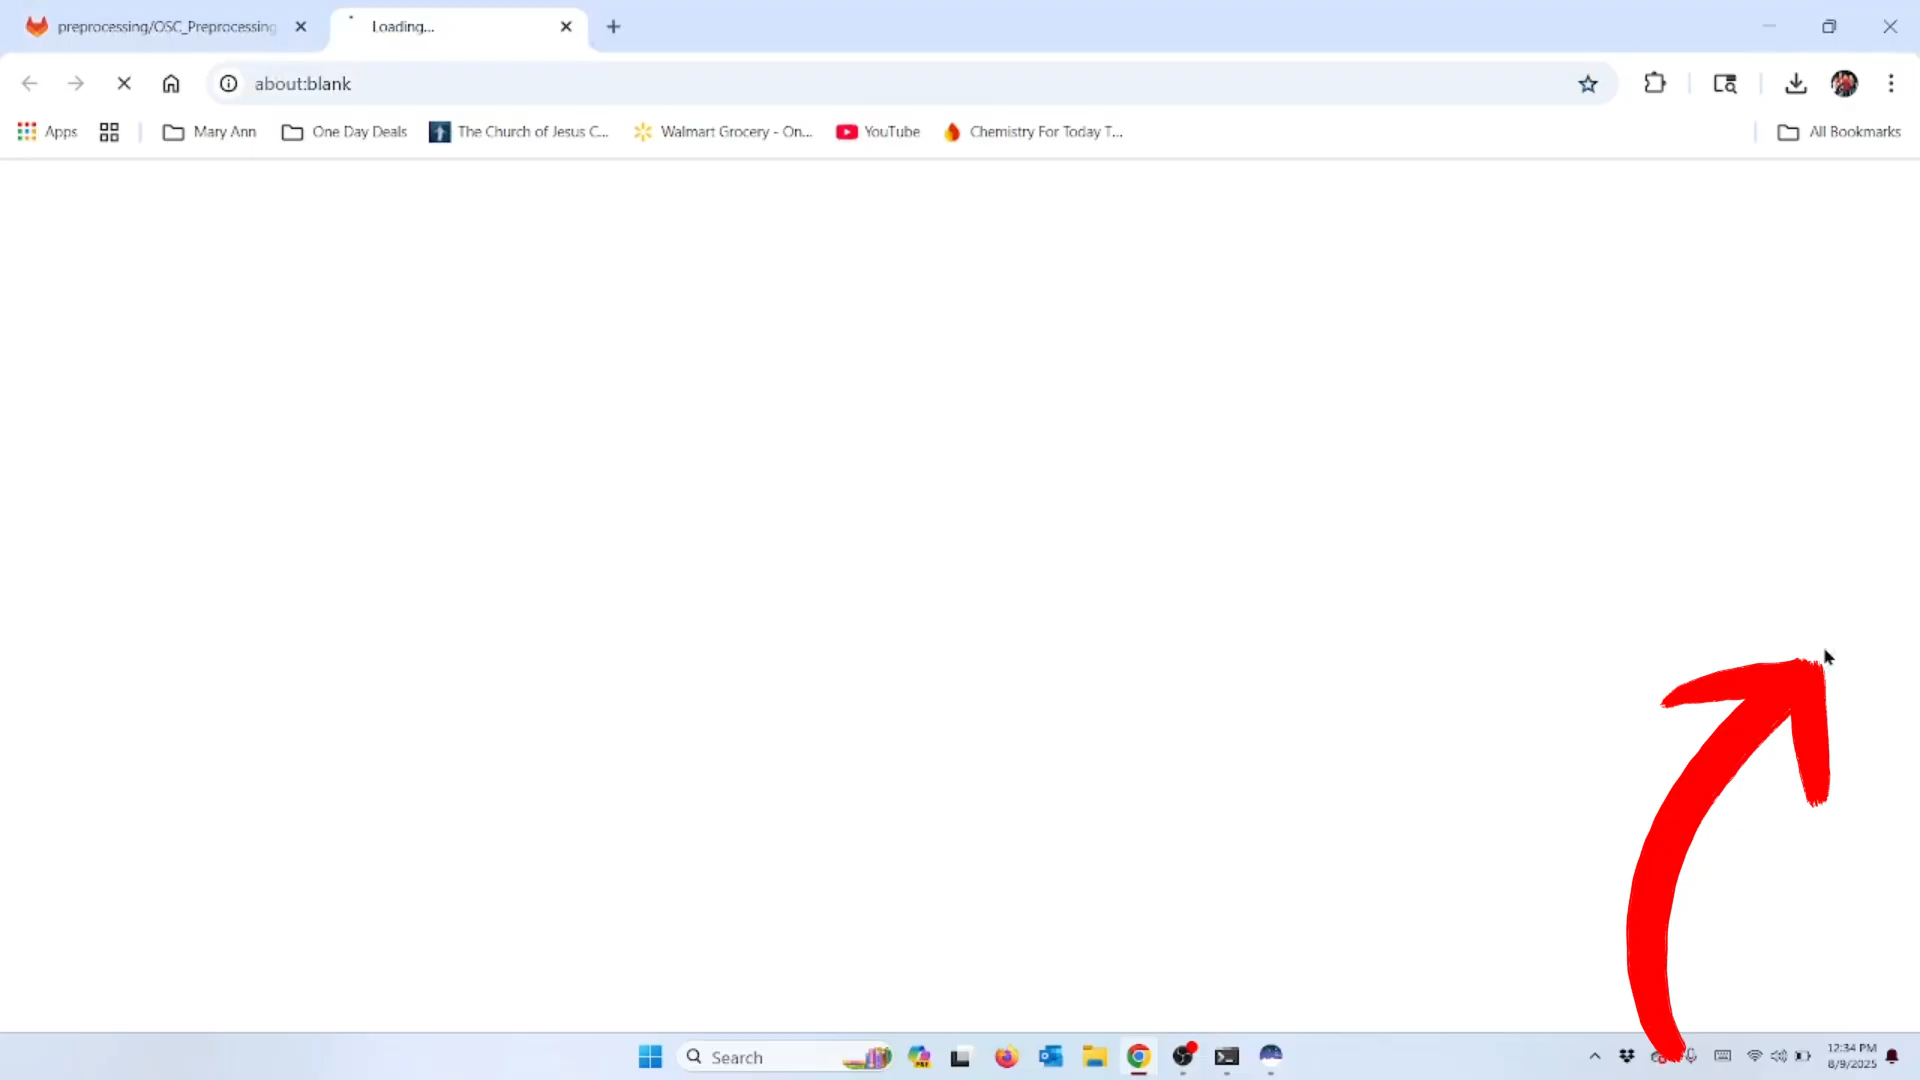 preprocessing/OSC_Preprocessing
Loading...
about:blank
Apps
Mary Ann
One Day Deals
The Church of Jesus C...
Walmart Grocery - On...
YouTube
Chemistry For Today T...
All Bookmarks
Search
12:34 PM
8/9/2025